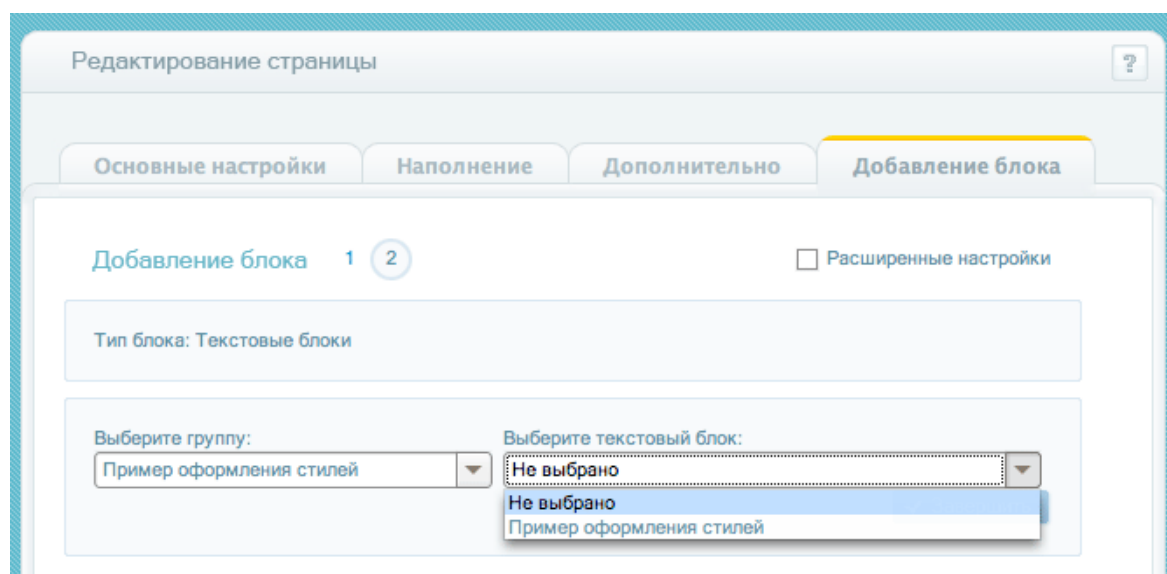 Редактирование страницы
?
Основные настройки Наполнение Дополнительно Добавление блока
Добавление блока 1 2 Расширенные настройки
Тип блока: Текстовые блоки
Выберите группу: Выберите текстовый блок:
Пример оформления стилей Не выбрано
Не выбрано
Пример оформления стилей